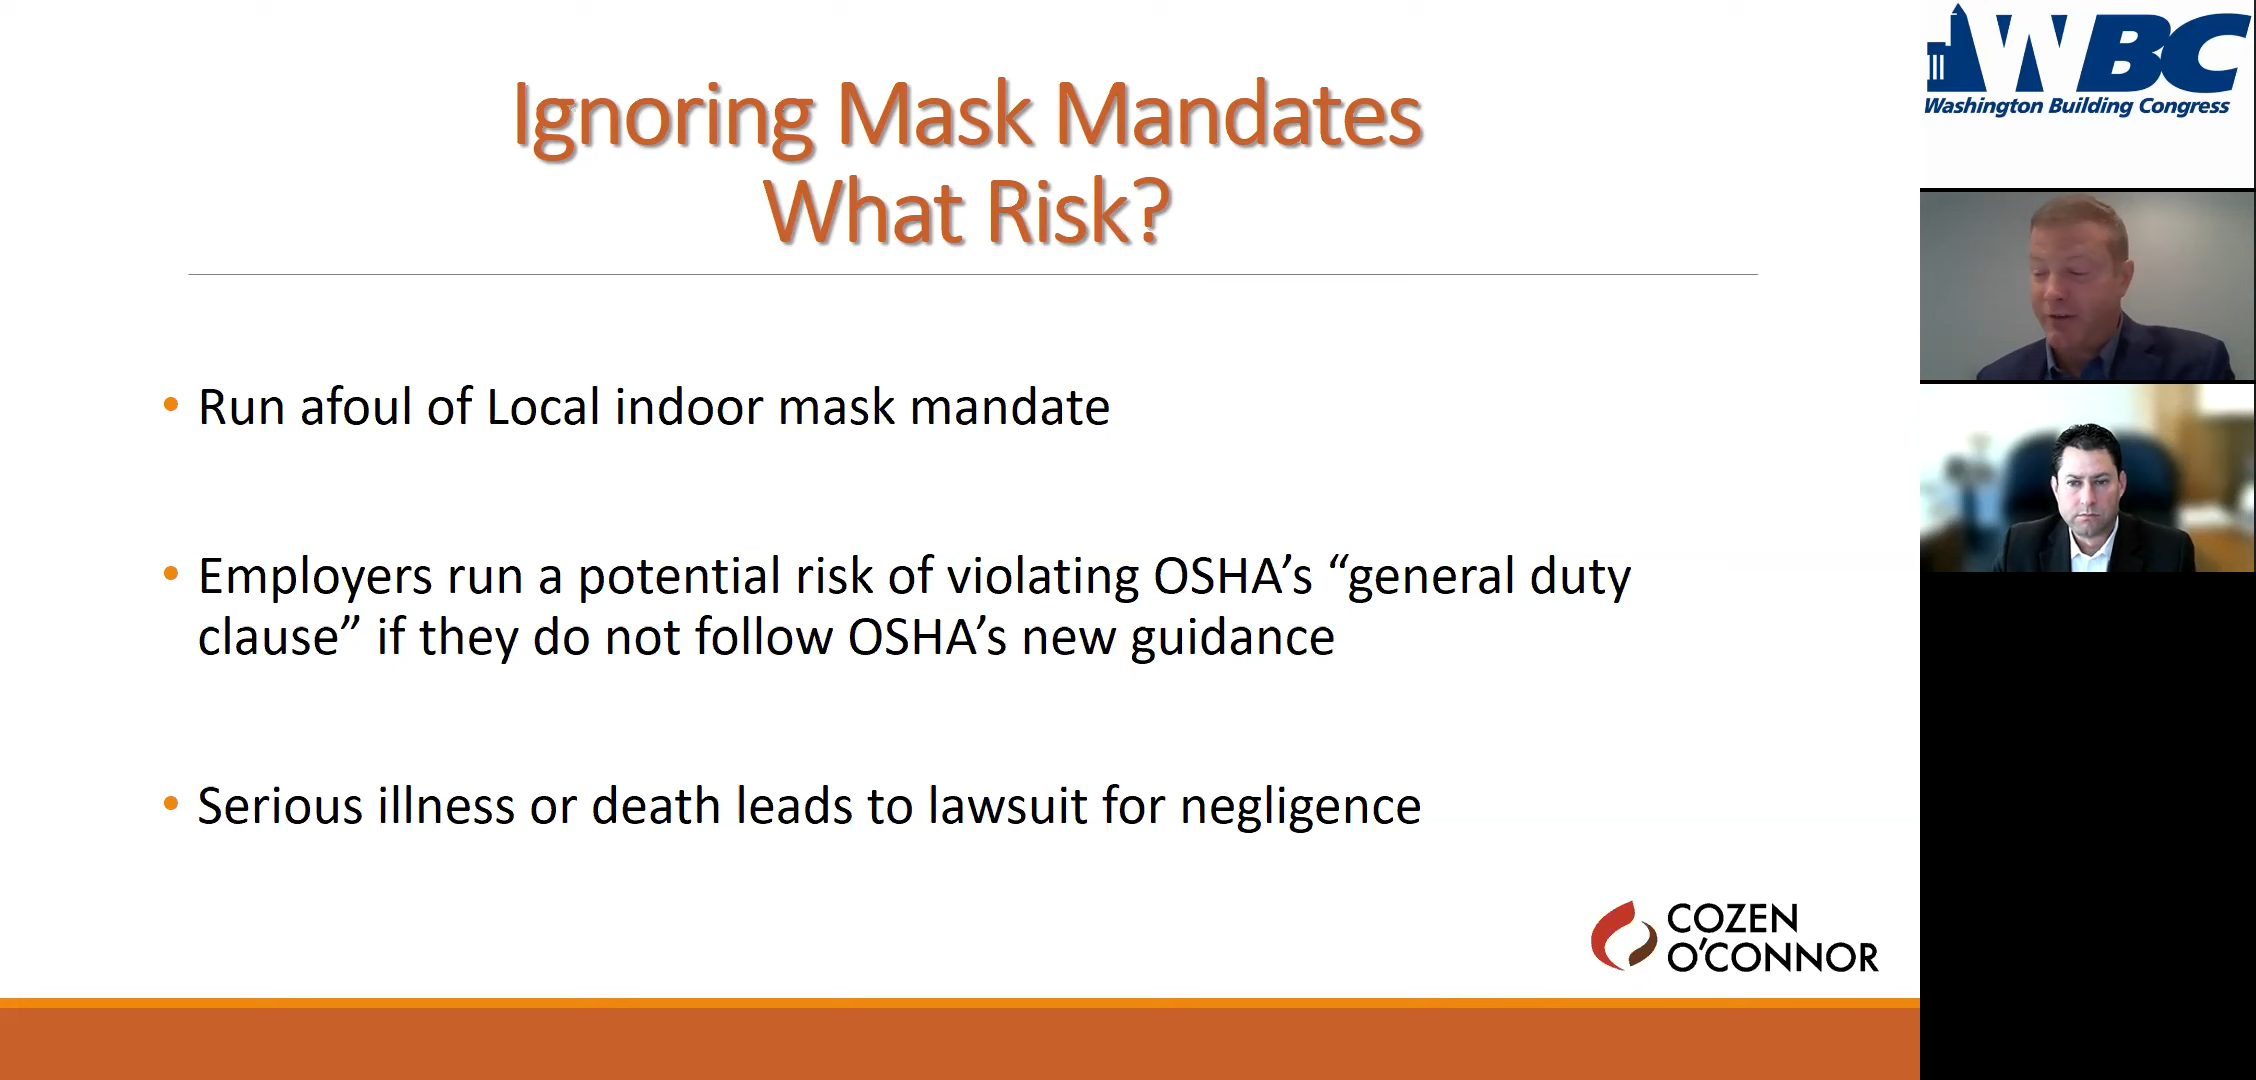 Ignoring Mask Mandates
What Risk?
• Run afoul of Local indoor mask mandate
• Employers run a potential risk of violating OSHA’s “general duty
clause” if they do not follow OSHA’s new guidance
• Serious illness or death leads to lawsuit for negligence
COZEN
O’CONNOR
WBC
Washington Building Congress